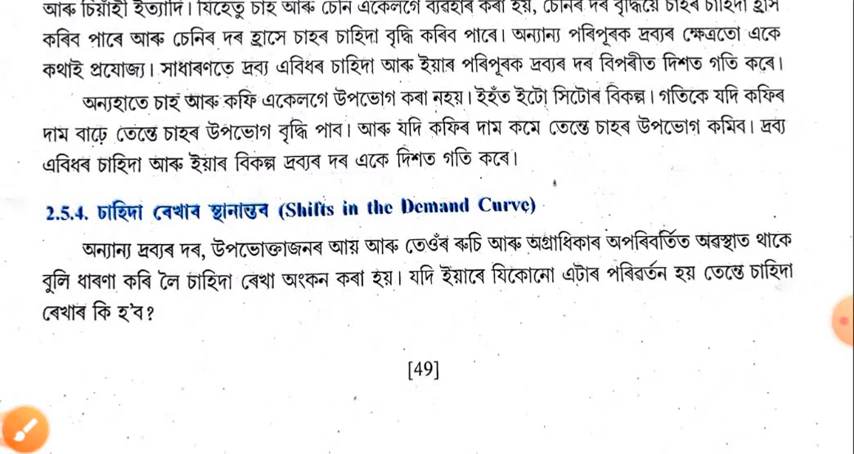 আৰু চিয়াহী ইত্যাদি। যিহেতু চাহ আৰু চেনি একেলগে ব্যৱহাৰ কৰা হয়, চেনিৰ দৰ বৃদ্ধিয়ে চাহৰ চাহিদা হ্ৰাস
কৰিব পাৰে আৰু চেনিৰ দৰ হ্ৰাসে চাহৰ চাহিদা বৃদ্ধি কৰিব পাৰে। অন্যান্য পৰিপূৰক দ্ৰব্যৰ ক্ষেত্ৰতো একে
কথাই প্ৰযোজ্য। সাধাৰণতে দ্ৰব্য এবিধৰ চাহিদা আৰু ইয়াৰ পৰিপূৰক দ্ৰব্যৰ দৰ বিপৰীত দিশত গতি কৰে।
অন্যহাতে চাহ আৰু কফি একেলগে উপভোগ কৰা নহয়। ইহঁত ইটো সিটোৰ বিকল্প। গতিকে যদি কফিৰ
দাম বাঢ়ে তেন্তে চাহৰ উপভোগ বৃদ্ধি পাব। আৰু যদি কফিৰ দাম কমে তেন্তে চাহৰ উপভোগ কমিব। দ্ৰব্য
এবিধৰ চাহিদা আৰু ইয়াৰ বিকল্প দ্ৰব্যৰ দৰ একে দিশত গতি কৰে।
2.5.4. চাহিদা ৰেখাৰ স্থানান্তৰ (Shifts in the Demand Curve)
অন্যান্য দ্ৰব্যৰ দৰ, উপভোক্তাজনৰ আয় আৰু তেওঁৰ ৰুচি আৰু অগ্ৰাধিকাৰ অপৰিবৰ্তিত অৱস্থাত থাকে
বুলি ধাৰণা কৰি লৈ চাহিদা ৰেখা অংকন কৰা হয়। যদি ইয়াৰে যিকোনো এটাৰ পৰিৱৰ্তন হয় তেন্তে চাহিদা
ৰেখাৰ কি হ'ব?
[49]